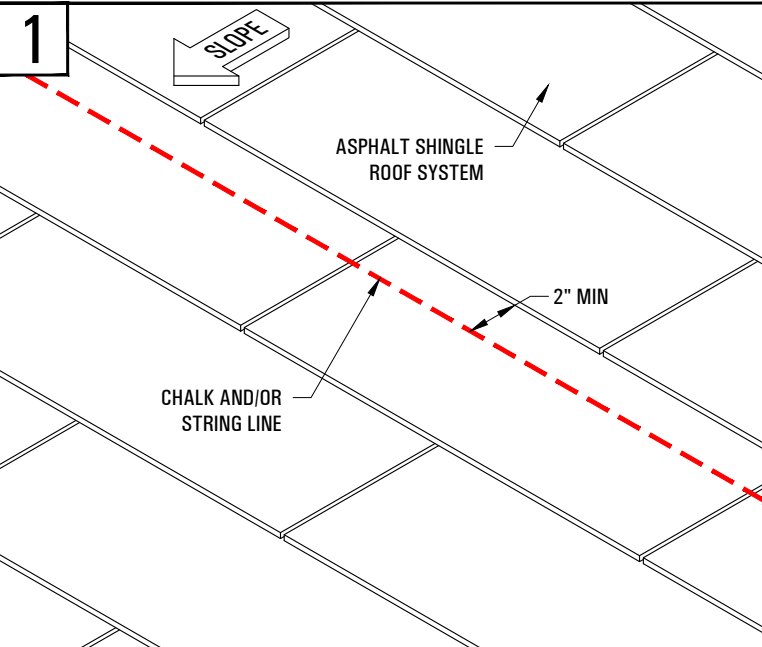 1
SLOPE
ASPHALT SHINGLE
ROOF SYSTEM
2" MIN
CHALK AND/OR
STRING LINE